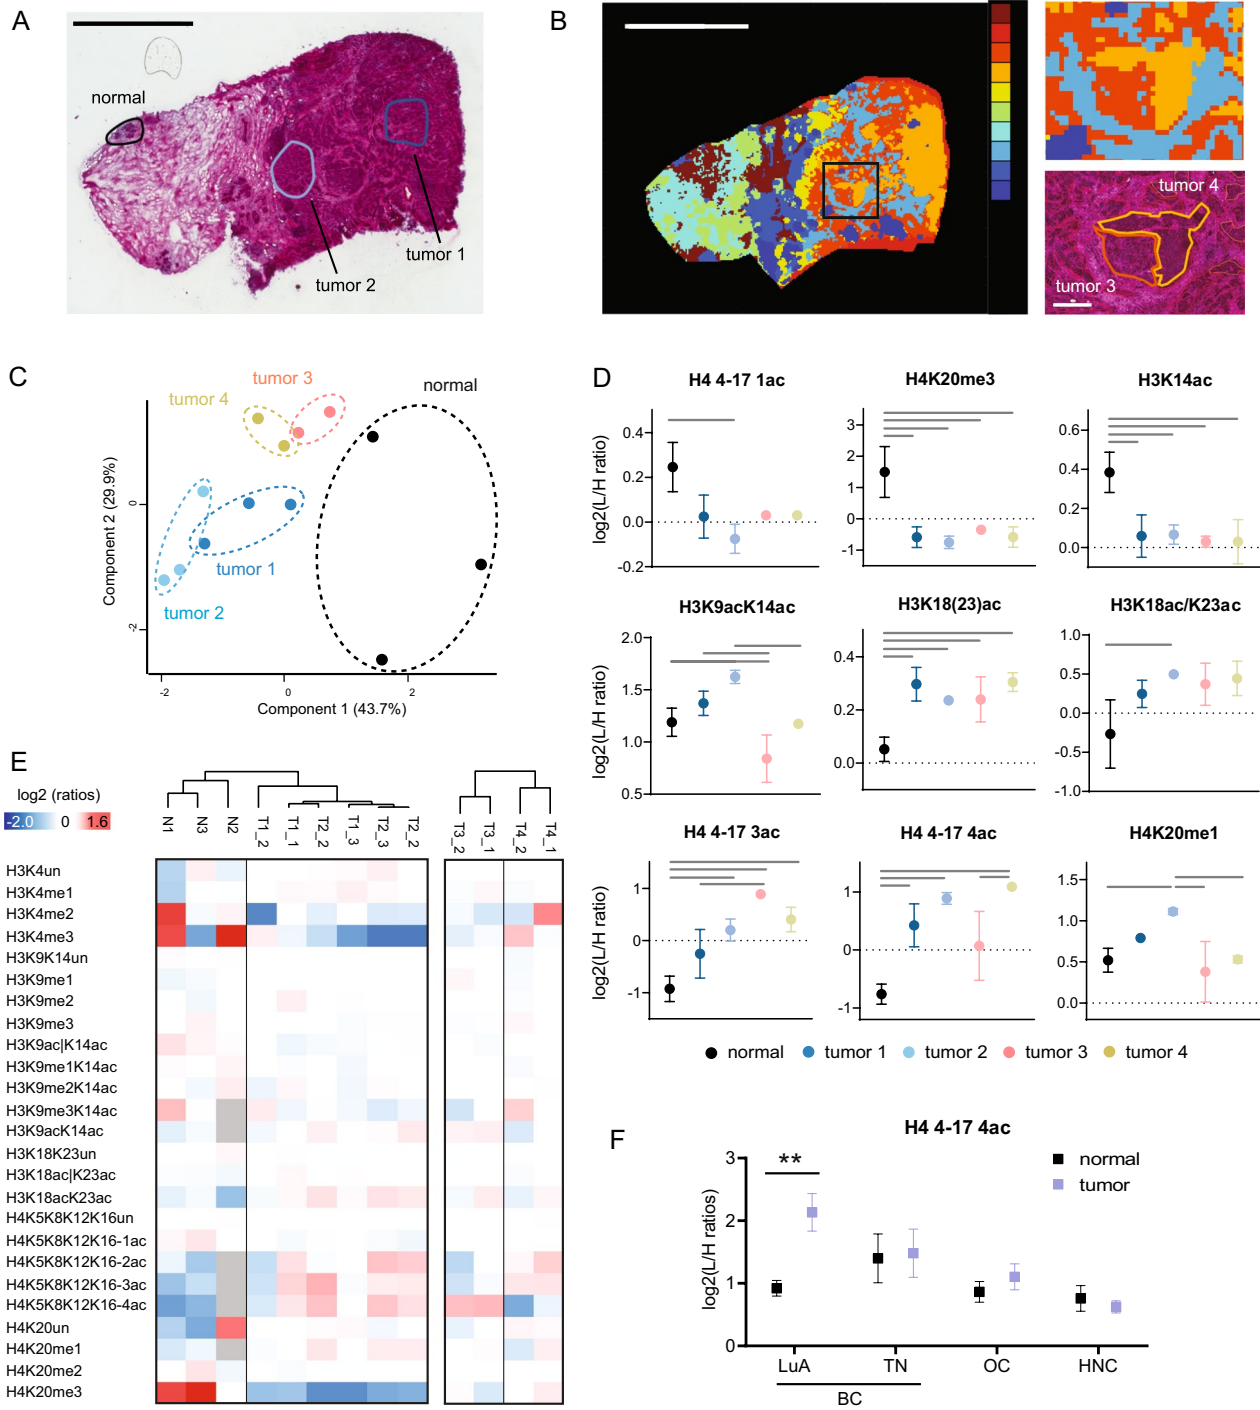 A
normal
tumor 1
tumor 2
B
tumor 4
tumor 3
C
tumor 3
normal
tumor 4
tumor 1
tumor 2
Component 2 (29.9%)
0
-2
-2
0
2
Component 1 (43.7%)
D
H4 4-17 1ac
log2(L/H ratio)
0.4
0.2
0.0
-0.2
H4K20me3
3
2
1
0
-1
H3K14ac
0.6
0.4
0.2
0.0
H3K9acK14ac
log2(L/H ratio)
2.0
1.5
1.0
0.5
H3K18(23)ac
0.4
0.2
0.0
H3K18ac/K23ac
1.0
0.5
0.0
-0.5
-1.0
H4 4-17 3ac
log2(L/H ratio)
1
0
-1
H4 4-17 4ac
1
0
-1
H4K20me1
1.5
1.0
0.5
0.0
normal
tumor 1
tumor 2
tumor 3
tumor 4
E
log2 (ratios)
-2.0 0 1.6
N1 N3 N2 T1_2 T1_1 T2_2 T1_3 T2_3 T2_2 T3_2 T3_1 T4_2 T4_1
H3K4un
H3K4me1
H3K4me2
H3K4me3
H3K9K14un
H3K9me1
H3K9me2
H3K9me3
H3K9ac|K14ac
H3K9me1K14ac
H3K9me2K14ac
H3K9me3K14ac
H3K9acK14ac
H3K18K23un
H3K18ac|K23ac
H3K18acK23ac
H4K5K8K12K16un
H4K5K8K12K16-1ac
H4K5K8K12K16-2ac
H4K5K8K12K16-3ac
H4K5K8K12K16-4ac
H4K20un
H4K20me1
H4K20me2
H4K20me3
F
H4 4-17 4ac
log2(L/H ratios)
3
2
1
0
**
normal
tumor
LuA
TN
OC
HNC
BC